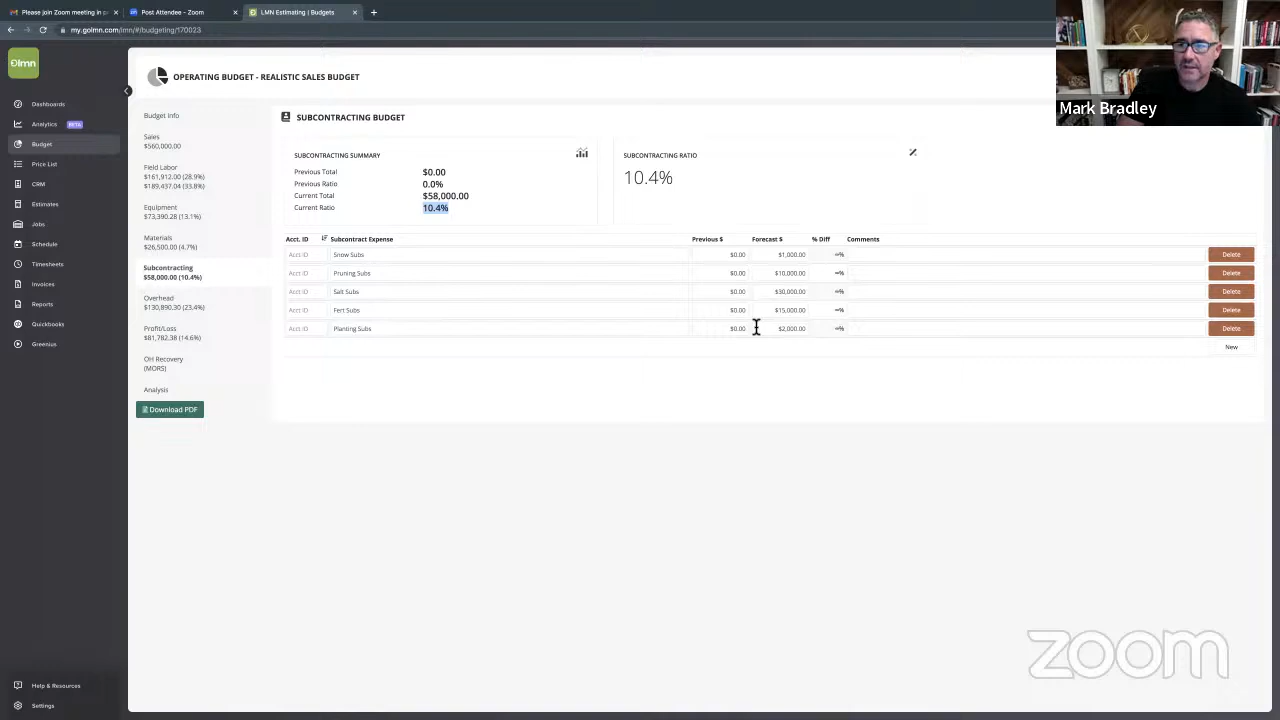 Please join Zoom meeting in p
Post Attendee - Zoom
LMN Estimating | Budgets
my.golmn.com/lmn/#/budgeting/170023
Mark Bradley
lmn
OPERATING BUDGET - REALISTIC SALES BUDGET
Dashboards
Analytics BETA
Budget
Price List
CRM
Estimates
Jobs
Schedule
Timesheets
Invoices
Reports
Quickbooks
Greenius
Help & Resources
Settings
Budget Info
Sales
$560,000.00
Field Labor
$161,912.00 (28.9%)
$189,437.04 (33.8%)
Equipment
$73,390.28 (13.1%)
Materials
$26,500.00 (4.7%)
Subcontracting
$58,000.00 (10.4%)
Overhead
$130,890.30 (23.4%)
Profit/Loss
$81,782.38 (14.6%)
OH Recovery
(MORS)
Analysis
Download PDF
SUBCONTRACTING BUDGET
SUBCONTRACTING SUMMARY
Previous Total $0.00
Previous Ratio 0.0%
Current Total $58,000.00
Current Ratio 10.4%
SUBCONTRACTING RATIO
10.4%
Acct. ID Subcontract Expense Previous $ Forecast $ % Diff Comments
Acct ID Snow Subs $0.00 $1,000.00 ∞% Delete
Acct ID Pruning Subs $0.00 $10,000.00 ∞% Delete
Acct ID Salt Subs $0.00 $30,000.00 ∞% Delete
Acct ID Fert Subs $0.00 $15,000.00 ∞% Delete
Acct ID Planting Subs $0.00 $2,000.00 ∞% Delete
New
zoom